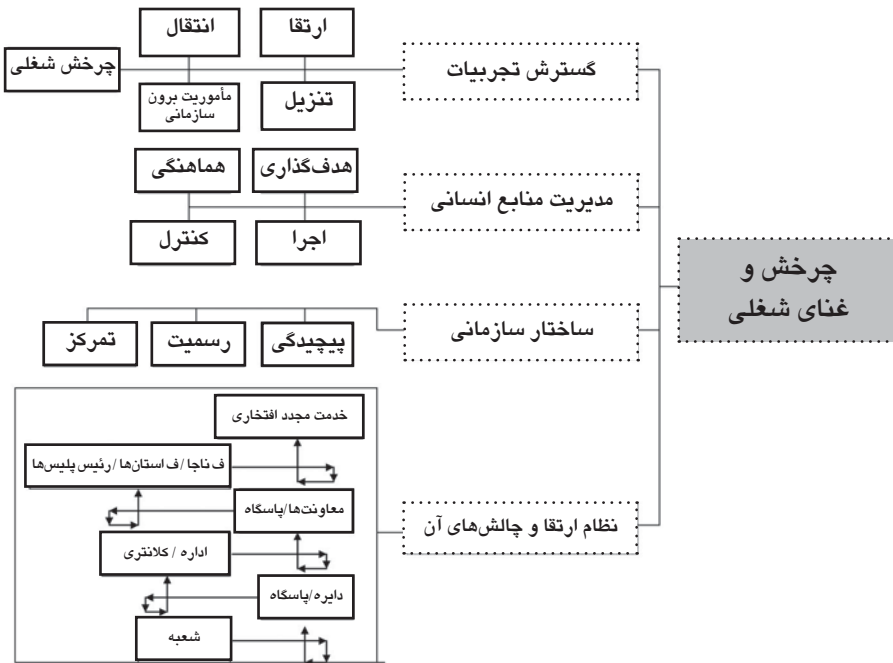 چرخش و
غنای شغلی
گسترش تجربیات
ارتقا
انتقال
چرخش شغلی
تنزیل
مأموریت برون
سازمانی
مدیریت منابع انسانی
هدف‌گذاری
هماهنگی
اجرا
کنترل
ساختار سازمانی
پیچیدگی
رسمیت
تمرکز
نظام ارتقا و چالش‌های آن
خدمت مجدد افتخاری
ف ناجا/ف استان‌ها/رئیس پلیس‌ها
معاونت‌ها/پاسگاه
اداره / کلانتری
دایره/پاسگاه
شعبه